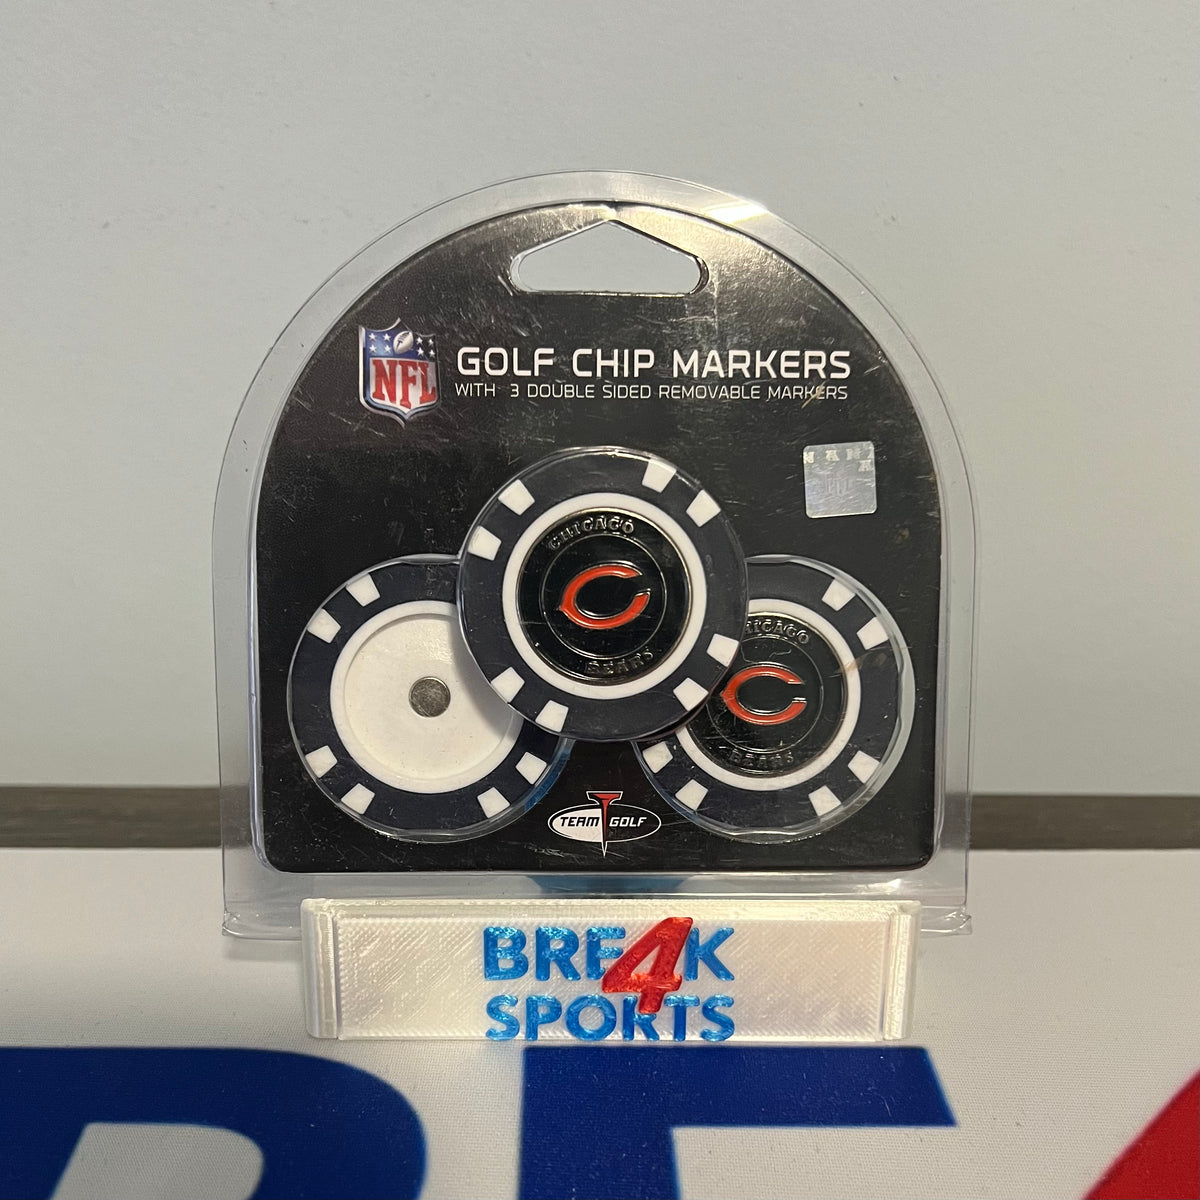 NFL
GOLF CHIP MARKERS
WITH 3 DOUBLE SIDED REMOVABLE MARKERS
CHICAGO
C
BEARS
CHICAGO
C
BEARS
TEAM GOLF
BRE4K
SPORTS